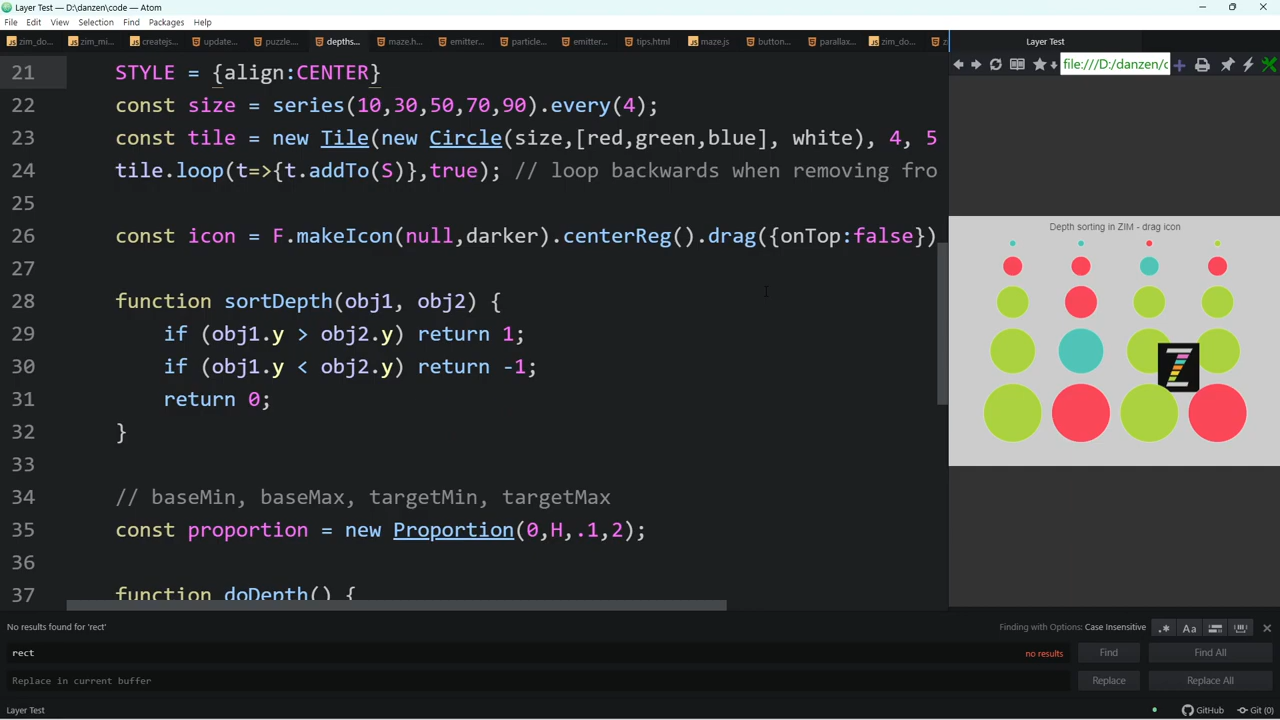 Layer Test — D:\danzen\code — Atom
File Edit View Selection Find Packages Help
zim_do... zim_mi... createjs... update... puzzle.... depths... maze.h... emitter... particle... emitter... tips.html maze.js button... parallax... zim_do... z
Layer Test
file:///D:/danzen/c
21 STYLE = {align:CENTER}
22 const size = series(10,30,50,70,90).every(4);
23 const tile = new Tile(new Circle(size,[red,green,blue], white), 4, 5
24 tile.loop(t=>{t.addTo(S)},true); // loop backwards when removing fro
25
26 const icon = F.makeIcon(null,darker).centerReg().drag({onTop:false})
27
28 function sortDepth(obj1, obj2) {
29 if (obj1.y > obj2.y) return 1;
30 if (obj1.y < obj2.y) return -1;
31 return 0;
32 }
33
34 // baseMin, baseMax, targetMin, targetMax
35 const proportion = new Proportion(0,H,.1,2);
36
37 function doDepth() {
Depth sorting in ZIM - drag icon
Z
No results found for 'rect'
Finding with Options: Case Insensitive
.* Aa
rect
no results
Find Find All
Replace in current buffer
Replace Replace All
Layer Test
GitHub Git (0)